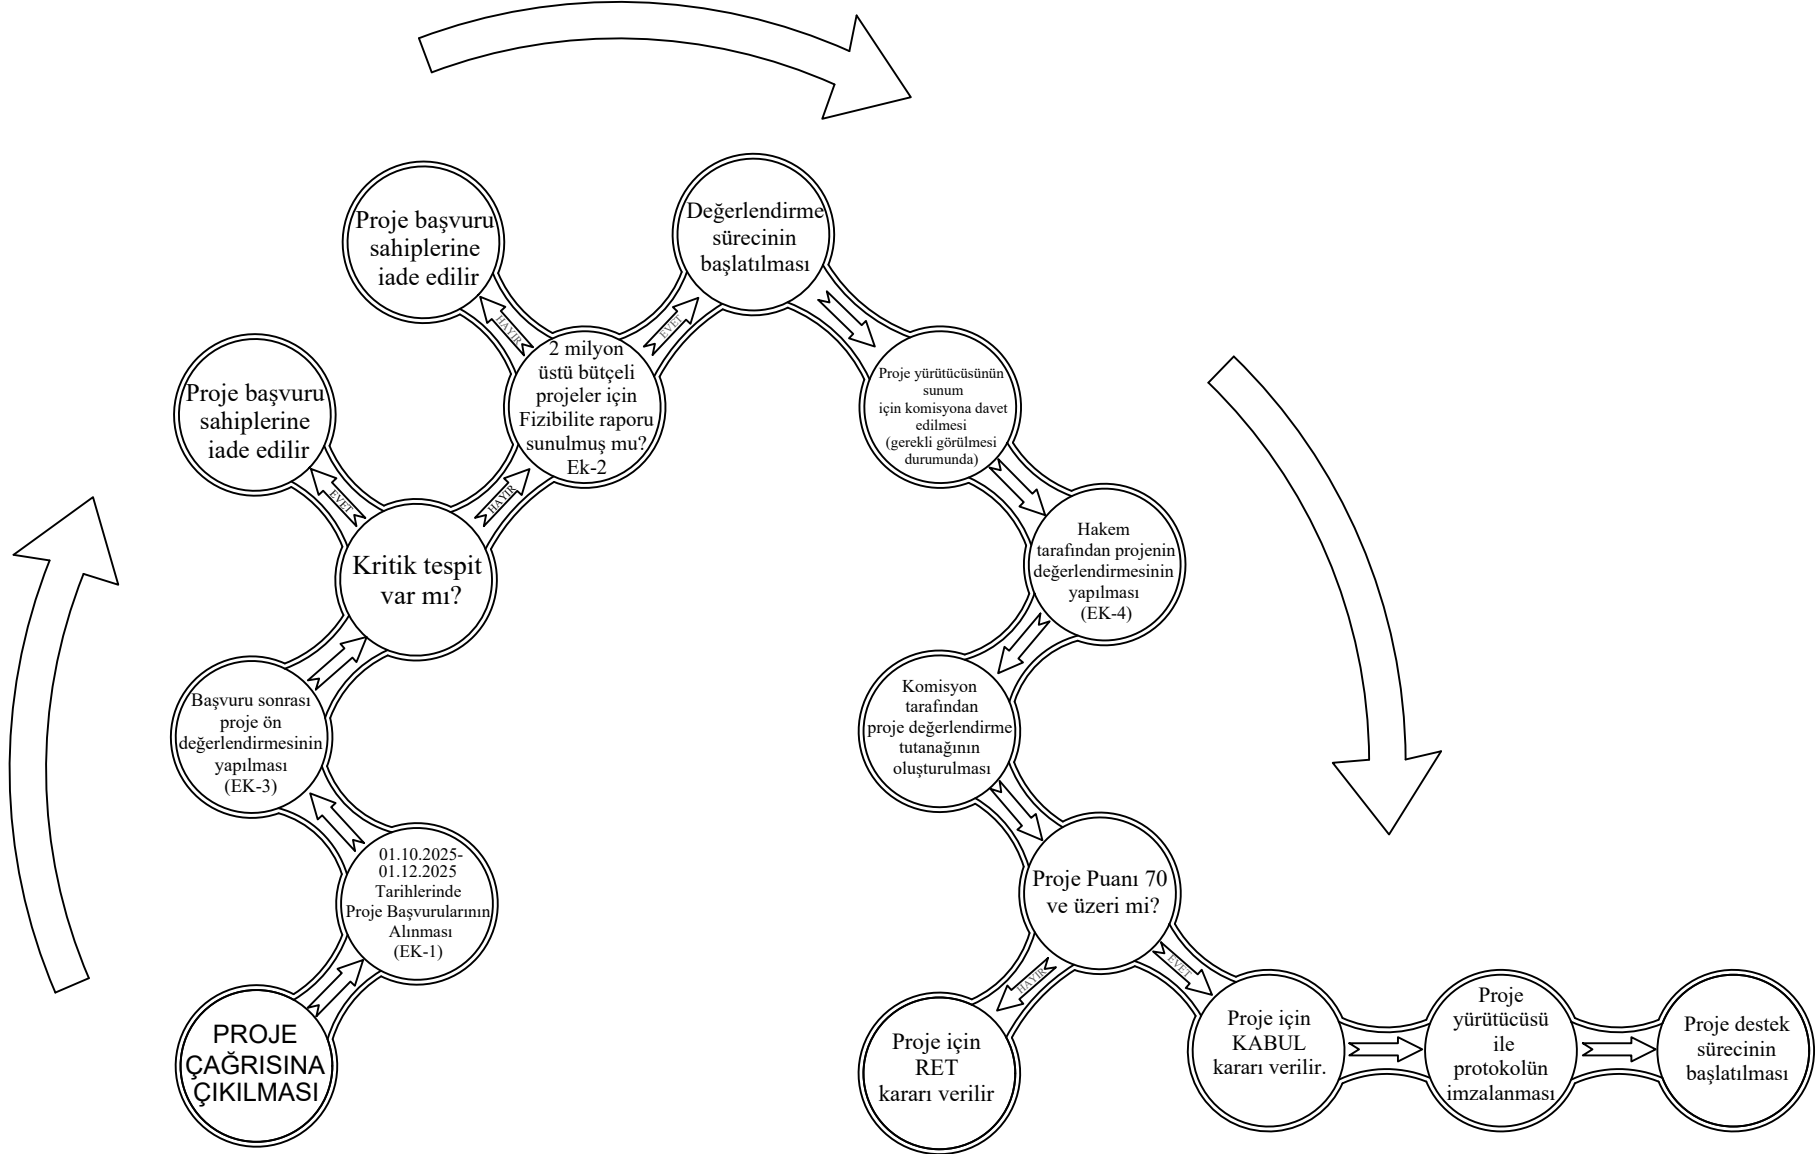 PROJE
ÇAĞRISINA
ÇIKILMASI
01.10.2025-
01.12.2025
Tarihlerinde
Proje Başvurularının
Alınması
(EK-1)
Başvuru sonrası
proje ön
değerlendirmesinin
yapılması
(EK-3)
Kritik tespit
var mı?
EVET
Proje başvuru
sahiplerine
iade edilir
HAYIR
2 milyon
üstü bütçeli
projeler için
Fizibilite raporu
sunulmuş mu?
Ek-2
HAYIR
Proje başvuru
sahiplerine
iade edilir
EVET
Değerlendirme
sürecinin
başlatılması
Proje yürütücüsünün
sunum
için komisyona davet
edilmesi
(gerekli görülmesi
durumunda)
Hakem
tarafından projenin
değerlendirmesinin
yapılması
(EK-4)
Komisyon
tarafından
proje değerlendirme
tutanağının
oluşturulması
Proje Puanı 70
ve üzeri mi?
HAYIR
Proje için
RET
kararı verilir
EVET
Proje için
KABUL
kararı verilir.
Proje
yürütücüsü
ile
protokolün
imzalanması
Proje destek
sürecinin
başlatılması